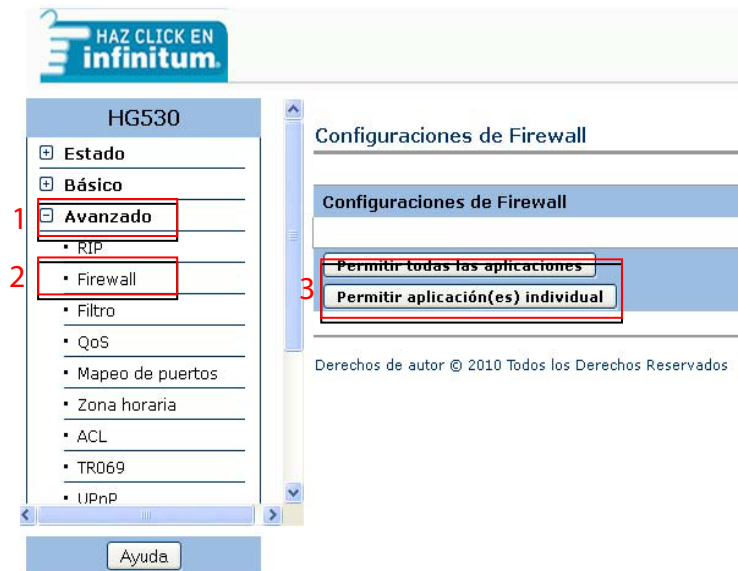 HAZ CLICK EN
infinitum.
HG530
Estado
Básico
1 Avanzado
RIP
2 Firewall
Filtro
QoS
Mapeo de puertos
Zona horaria
ACL
TR069
UPnP
Ayuda
Configuraciones de Firewall
Configuraciones de Firewall
Permitir todas las aplicaciones
3 Permitir aplicación(es) individual
Derechos de autor © 2010 Todos los Derechos Reservados